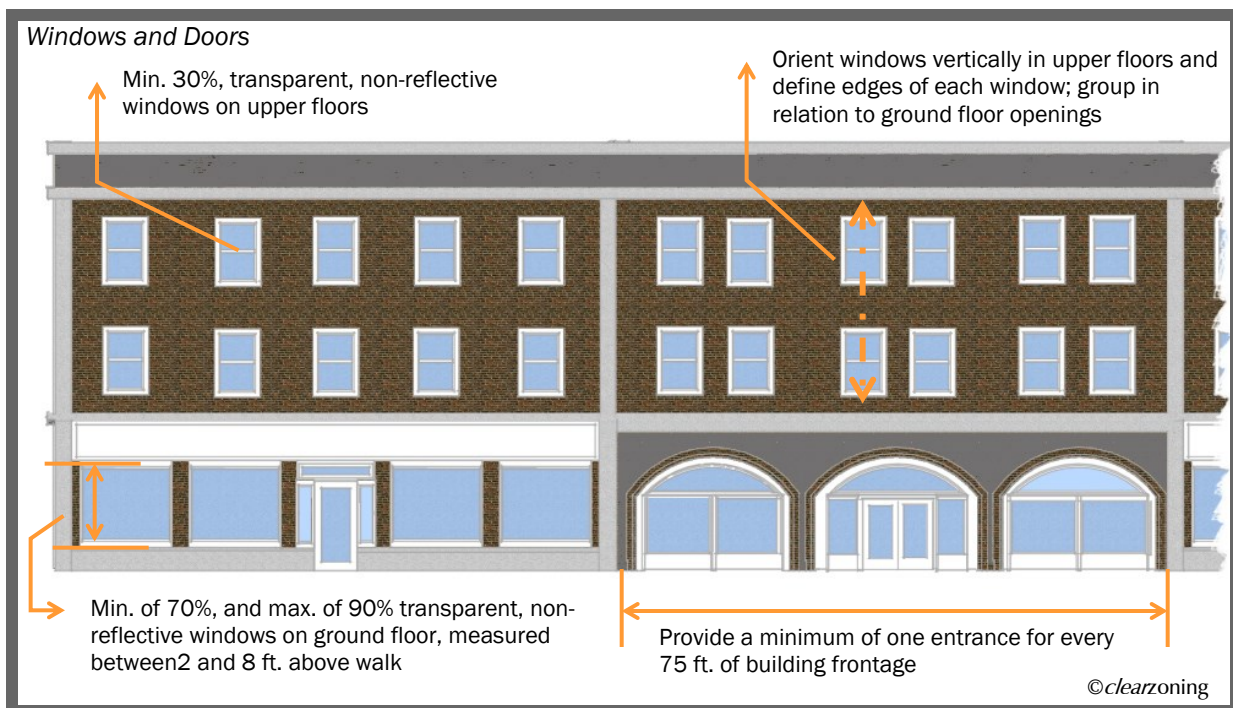 Windows and Doors
Min. 30%, transparent, non-reflective
windows on upper floors
Orient windows vertically in upper floors and
define edges of each window; group in
relation to ground floor openings
Min. of 70%, and max. of 90% transparent, non-
reflective windows on ground floor, measured
between2 and 8 ft. above walk
Provide a minimum of one entrance for every
75 ft. of building frontage
©clearzoning